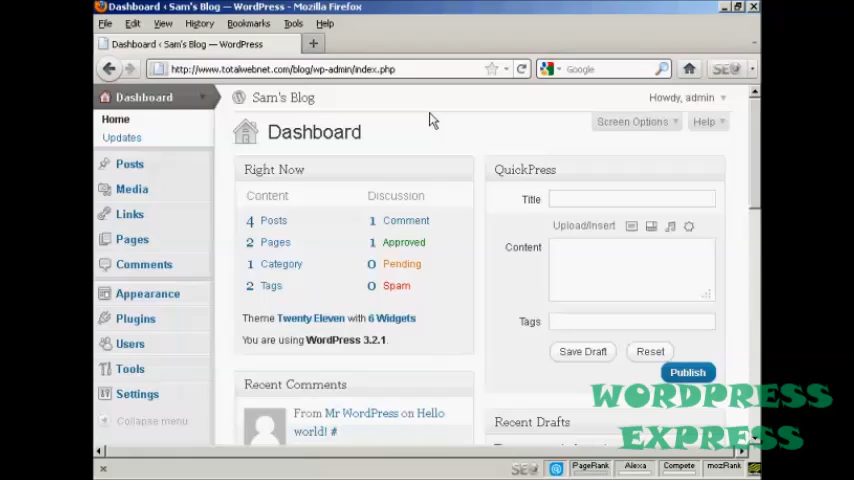 Dashboard ‹ Sam's Blog — WordPress - Mozilla Firefox
File Edit View History Bookmarks Tools Help
Dashboard ‹ Sam's Blog — WordPress
http://www.totalwebnet.com/blog/wp-admin/index.php
Google
SEO
Dashboard
Sam's Blog
Howdy, admin
Home
Updates
Dashboard
Screen Options
Help
Posts
Media
Links
Pages
Comments
Appearance
Plugins
Users
Tools
Settings
Collapse menu
Right Now
Content Discussion
4 Posts 1 Comment
2 Pages 1 Approved
1 Category 0 Pending
2 Tags 0 Spam
Theme Twenty Eleven with 6 Widgets
You are using WordPress 3.2.1.
Recent Comments
From Mr WordPress on Hello
world! #
QuickPress
Title
Upload/Insert
Content
Tags
Save Draft Reset
Publish
Recent Drafts
WORDPRESS
EXPRESS
SEO PageRank Alexa Compete mozRank